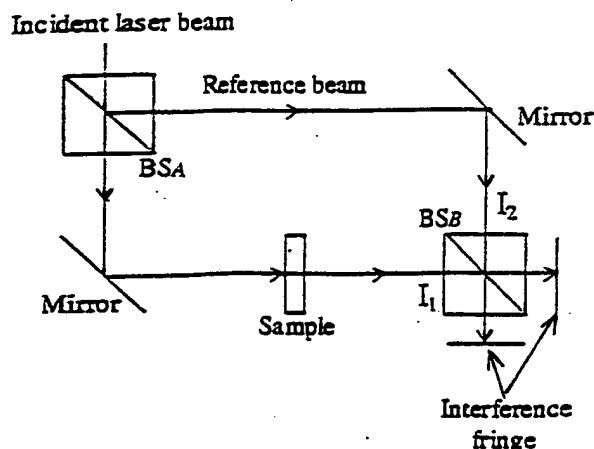 Incident laser beam
Reference beam
Mirror
BSA
BSB
I2
I1
Mirror
Sample
Interference
fringe